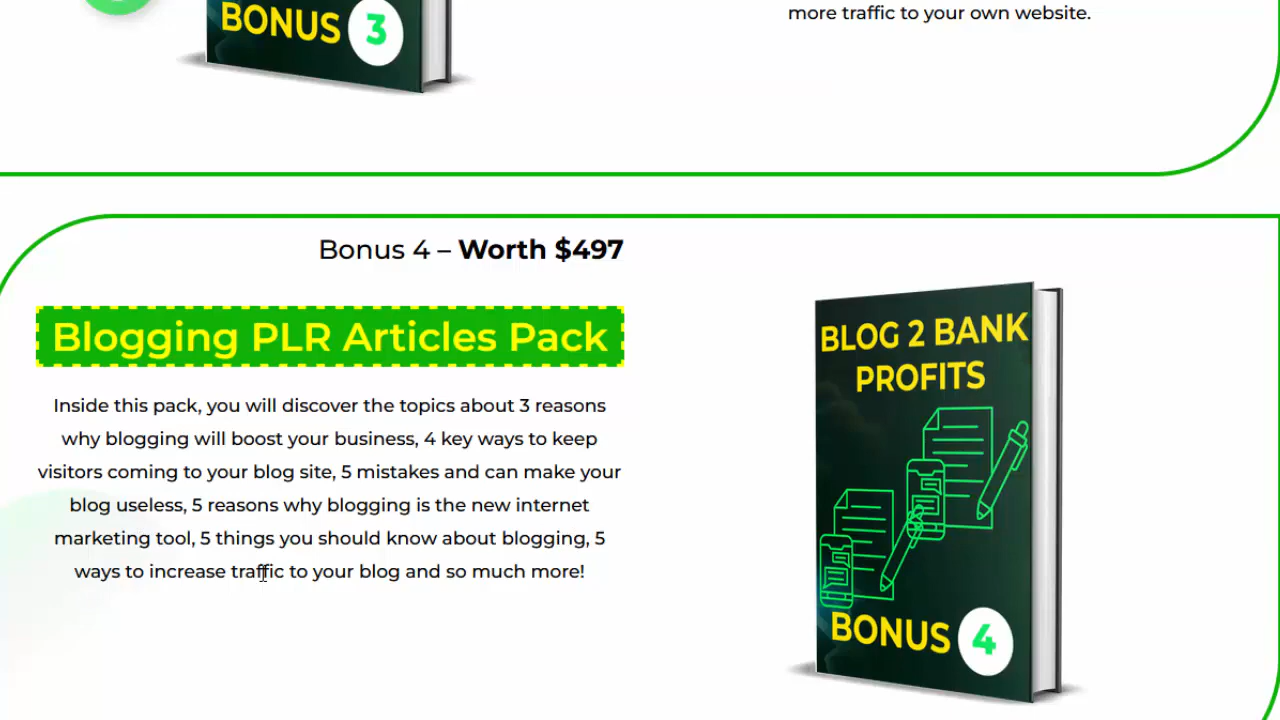 BONUS 3
more traffic to your own website.
Bonus 4 – Worth $497
Blogging PLR Articles Pack
Inside this pack, you will discover the topics about 3 reasons
why blogging will boost your business, 4 key ways to keep
visitors coming to your blog site, 5 mistakes and can make your
blog useless, 5 reasons why blogging is the new internet
marketing tool, 5 things you should know about blogging, 5
ways to increase traffic to your blog and so much more!
BLOG 2 BANK
PROFITS
BONUS 4